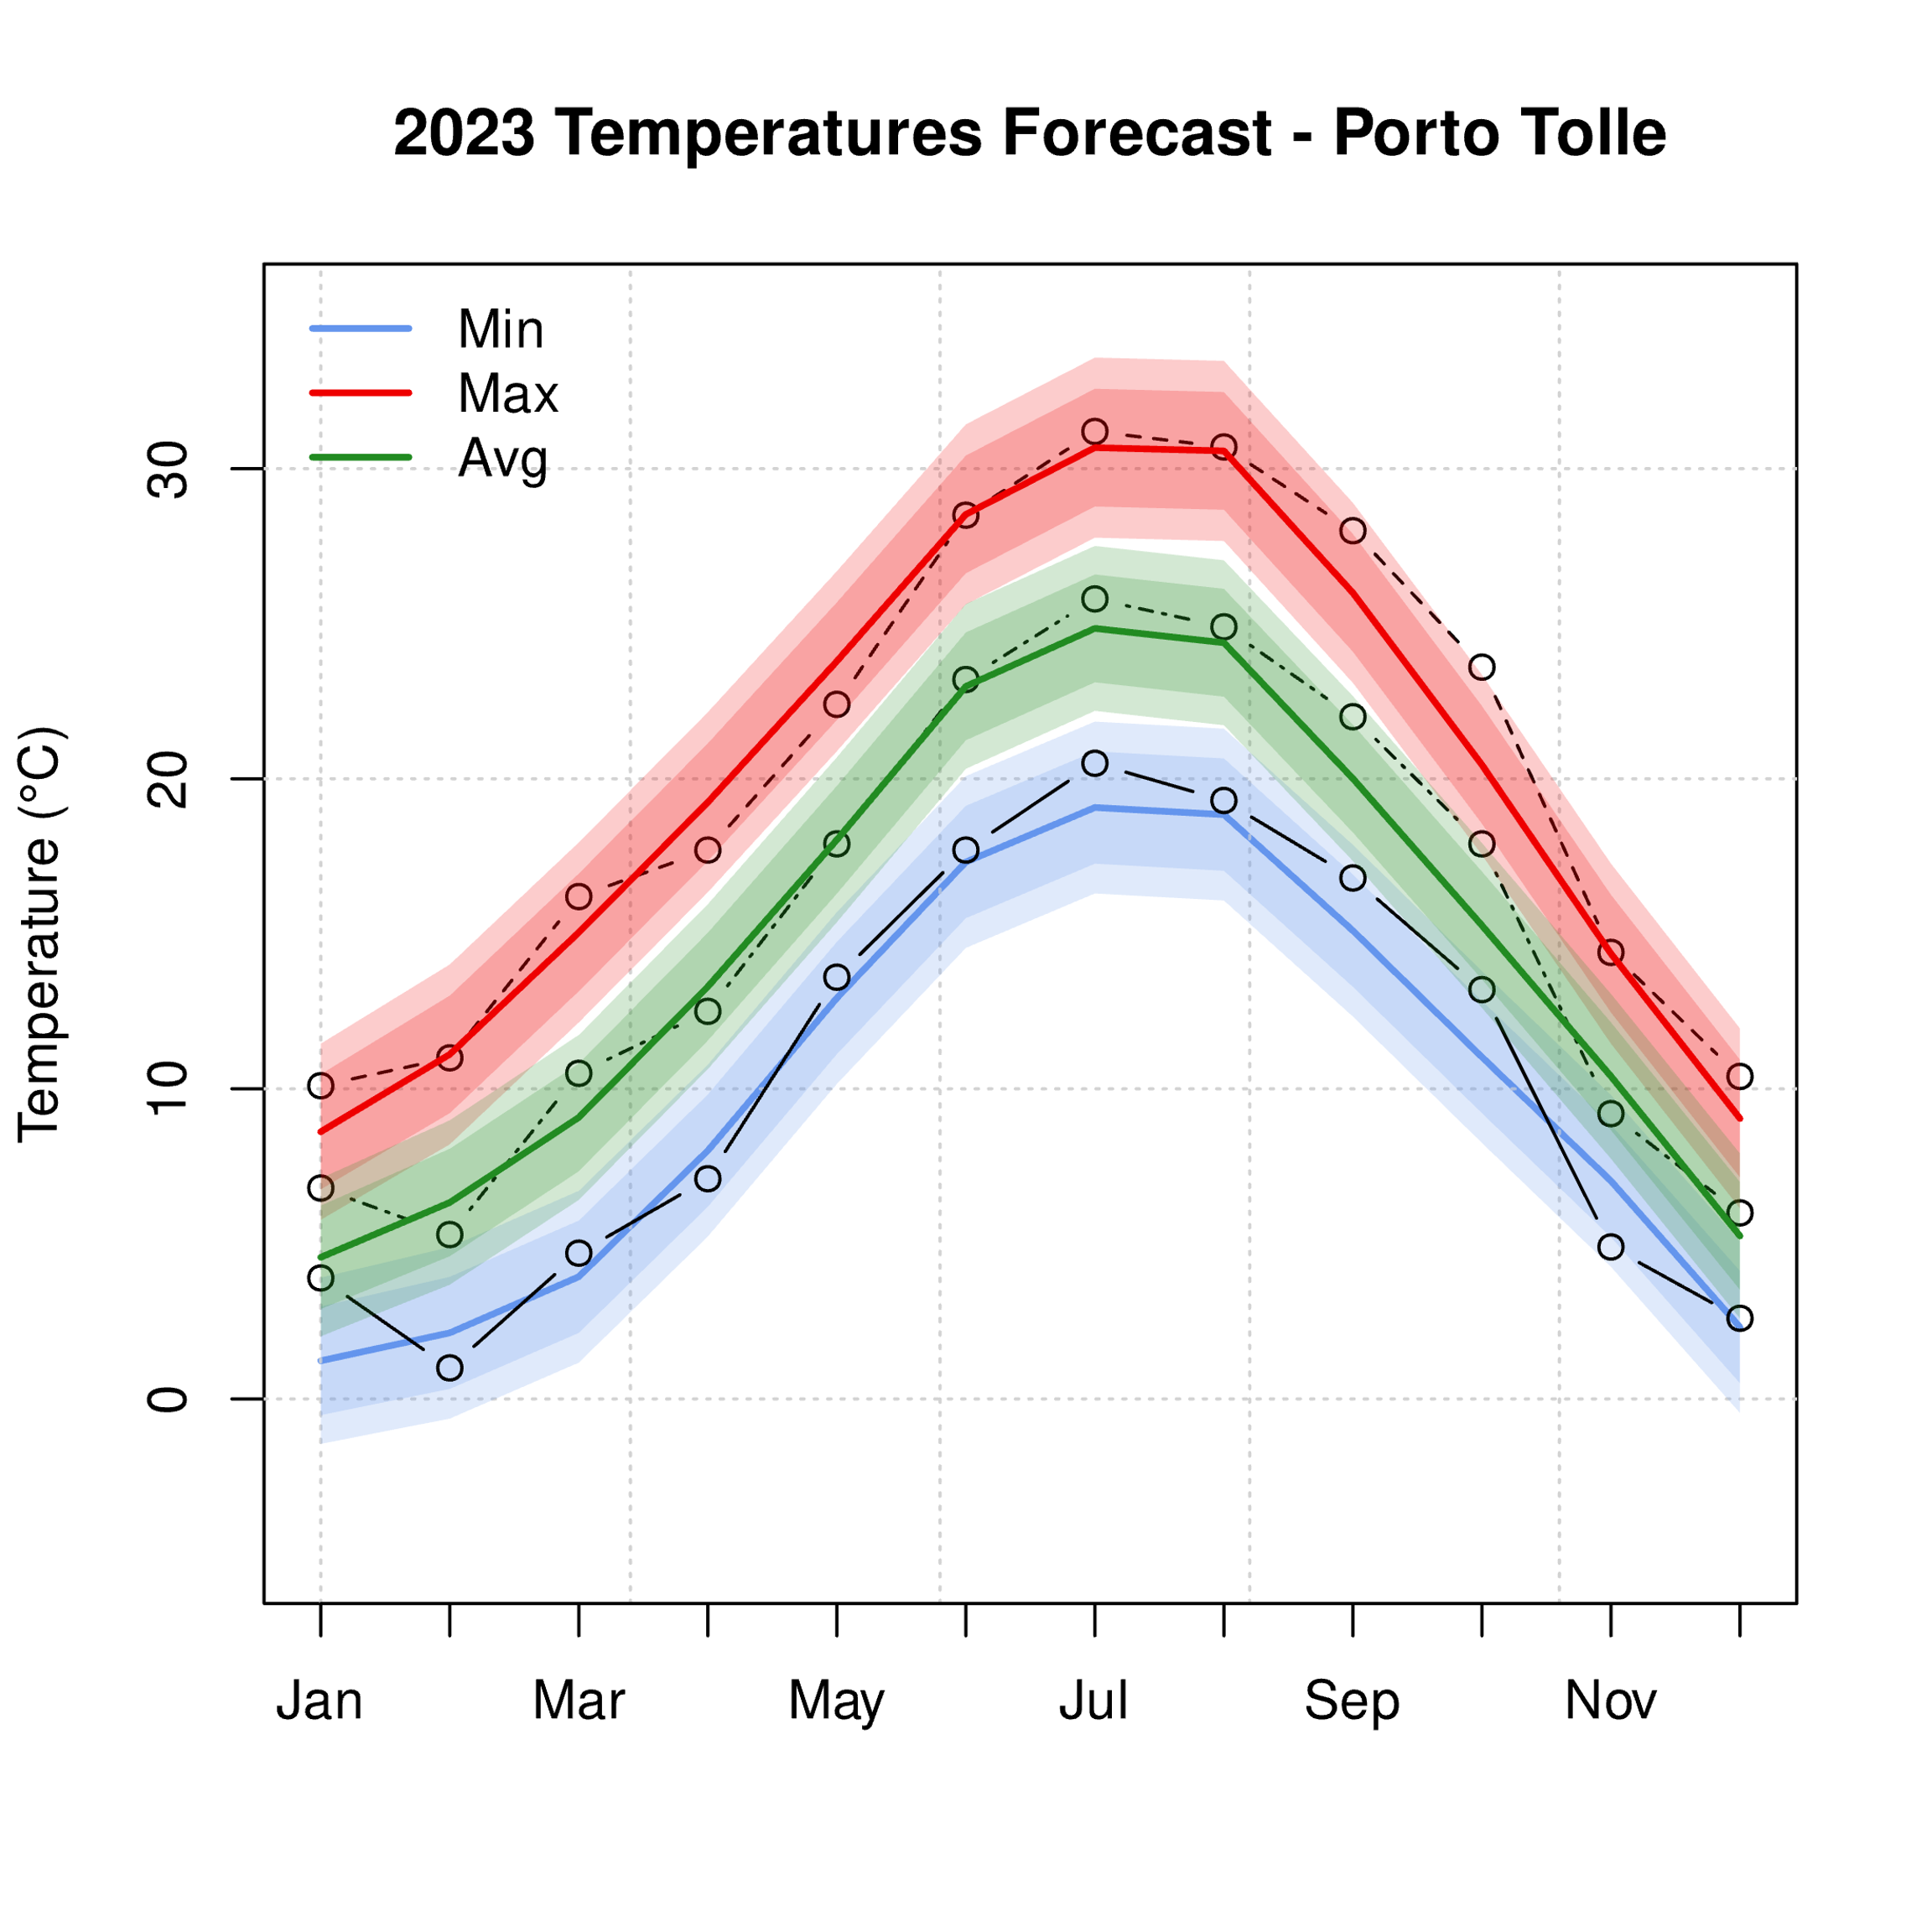 2023 Temperatures Forecast - Porto Tolle
Min
Max
Avg
Temperature (°C)
30
20
10
0
Jan Mar May Jul Sep Nov